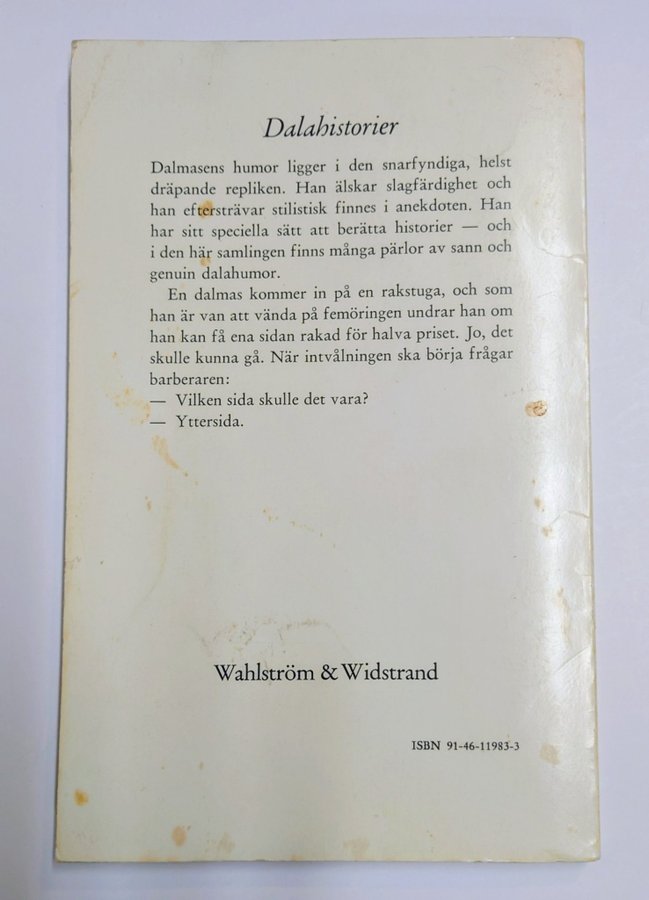 Dalahistorier
Dalmasens humor ligger i den snarfyndiga, helst
dräpande repliken. Han älskar slagfärdighet och
han eftersträvar stilistisk finnes i anekdoten. Han
har sitt speciella sätt att berätta historier — och
i den här samlingen finns många pärlor av sann och
genuin dalahumor.
En dalmas kommer in på en rakstuga, och som
han är van att vända på femöringen undrar han om
han kan få ena sidan rakad för halva priset. Jo, det
skulle kunna gå. När intvålningen ska börja frågar
barberaren:
— Vilken sida skulle det vara?
— Yttersida.
Wahlström & Widstrand
ISBN 91-46-11983-3